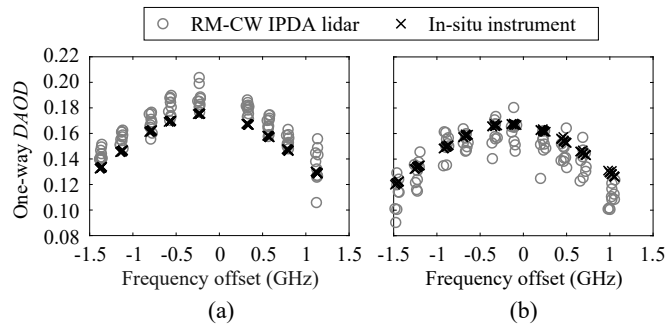 RM-CW IPDA lidar In-situ instrument
One-way DAOD
0.22
0.20
0.18
0.16
0.14
0.12
0.10
0.08
-1.5 -1 -0.5 0 0.5 1 1.5
-1.5 -1 -0.5 0 0.5 1 1.5
Frequency offset (GHz)
Frequency offset (GHz)
(a)
(b)